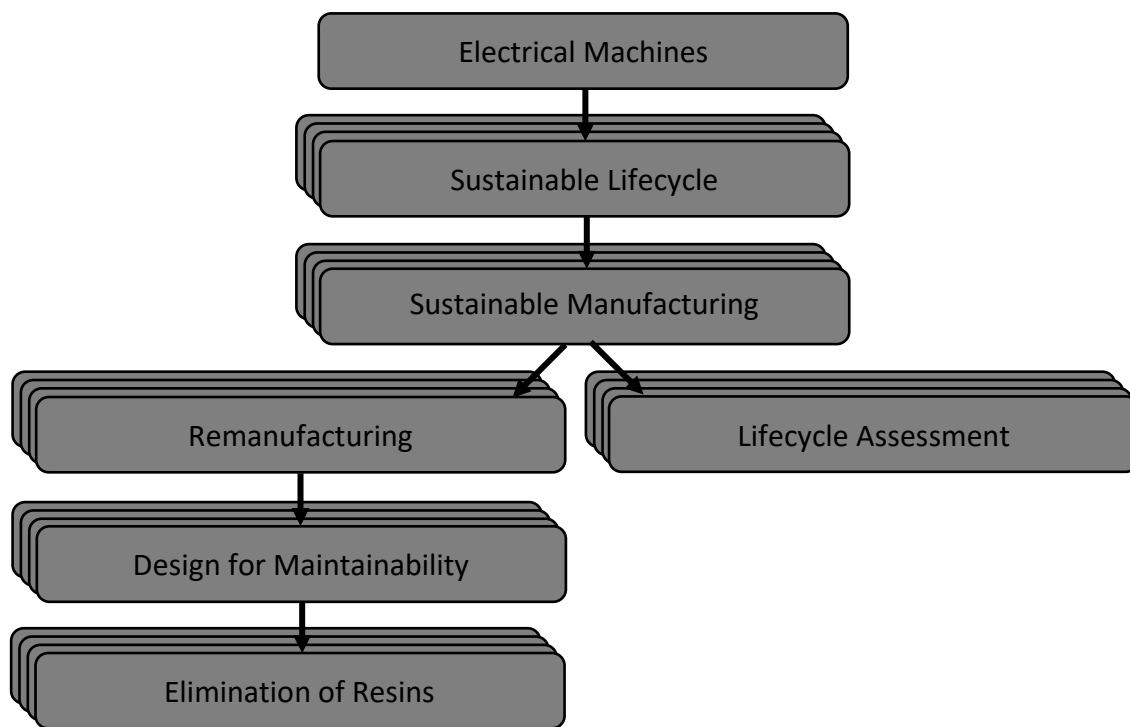 Electrical Machines
Sustainable Lifecycle
Sustainable Manufacturing
Remanufacturing
Lifecycle Assessment
Design for Maintainability
Elimination of Resins